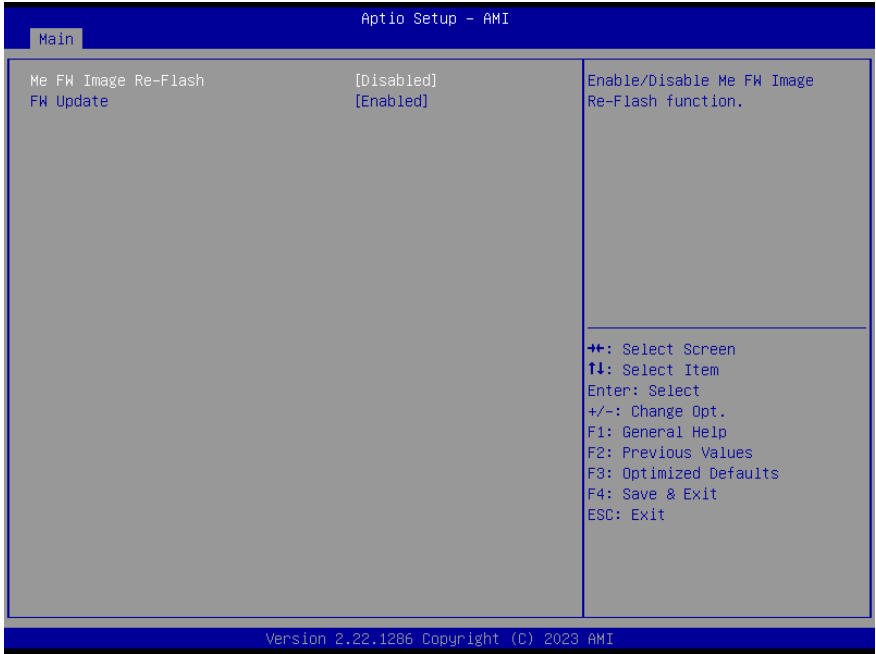 Aptio Setup – AMI
Main
Me FW Image Re–Flash [Disabled]
FW Update [Enabled]
Enable/Disable Me FW Image
Re–Flash function.
→←: Select Screen
↑↓: Select Item
Enter: Select
+/–: Change Opt.
F1: General Help
F2: Previous Values
F3: Optimized Defaults
F4: Save & Exit
ESC: Exit
Version 2.22.1286 Copyright (C) 2023 AMI